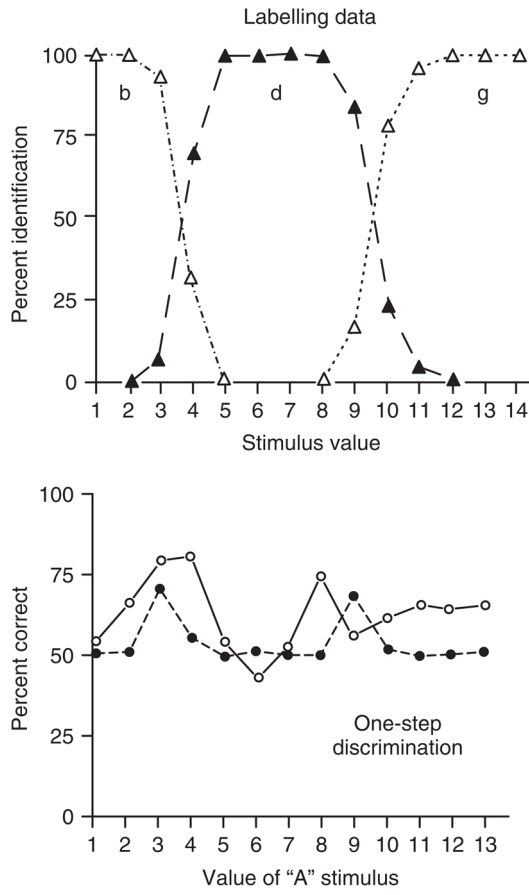 Labelling data
100
b d g
75
50
25
0
Percent identification
1 2 3 4 5 6 7 8 9 10 11 12 13 14
Stimulus value
100
75
50
25
0
Percent correct
One-step
discrimination
1 2 3 4 5 6 7 8 9 10 11 12 13
Value of “A” stimulus